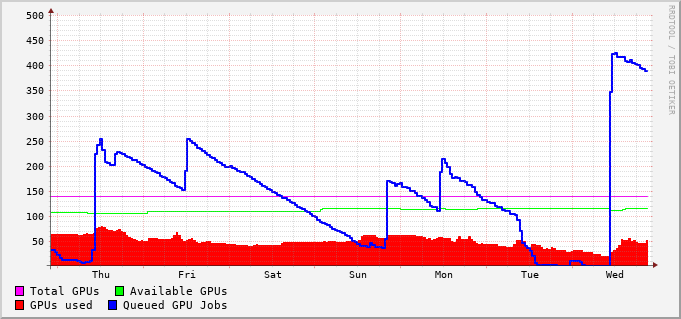 500
450
400
350
300
250
200
150
100
50
Thu Fri Sat Sun Mon Tue Wed
Total GPUs Available GPUs
GPUs used Queued GPU Jobs
RRDTOOL / TOBI OETIKER